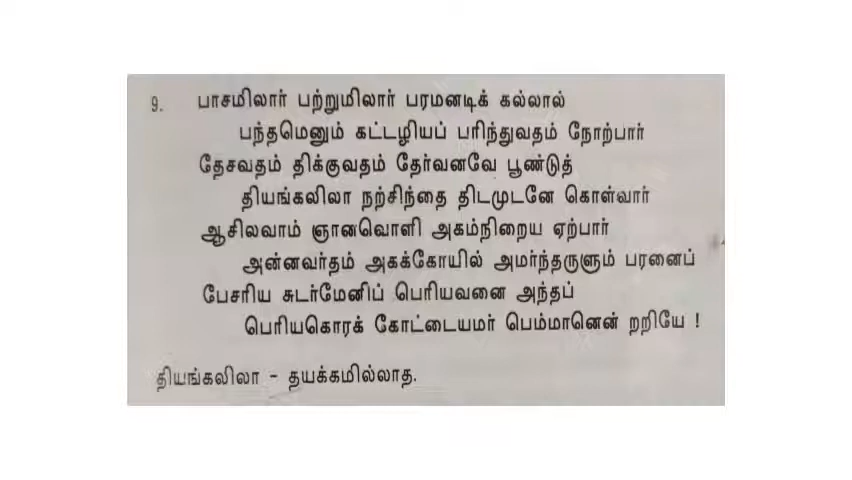 9. பாசமிலார் பற்றுமிலார் பரமனடிக் கல்லால்
பந்தமெனும் கட்டழியப் பரிந்துவதம் நோற்பார்
தேசவதம் திக்குவதம் தேர்வனவே பூண்டுத்
தியங்கலிலா நற்சிந்தை திடமுடனே கொள்வார்
ஆசிலவாம் ஞானவொளி அகம்நிறைய ஏற்பார்
அன்னவர்தம் அகக்கோயில் அமர்ந்தருளும் பரனைப்
பேசரிய சுடர்மேனிப் பெரியவனை அந்தப்
பெரியகொரக் கோட்டையமர் பெம்மானென் றறியே !
தியங்கலிலா - தயக்கமில்லாத.